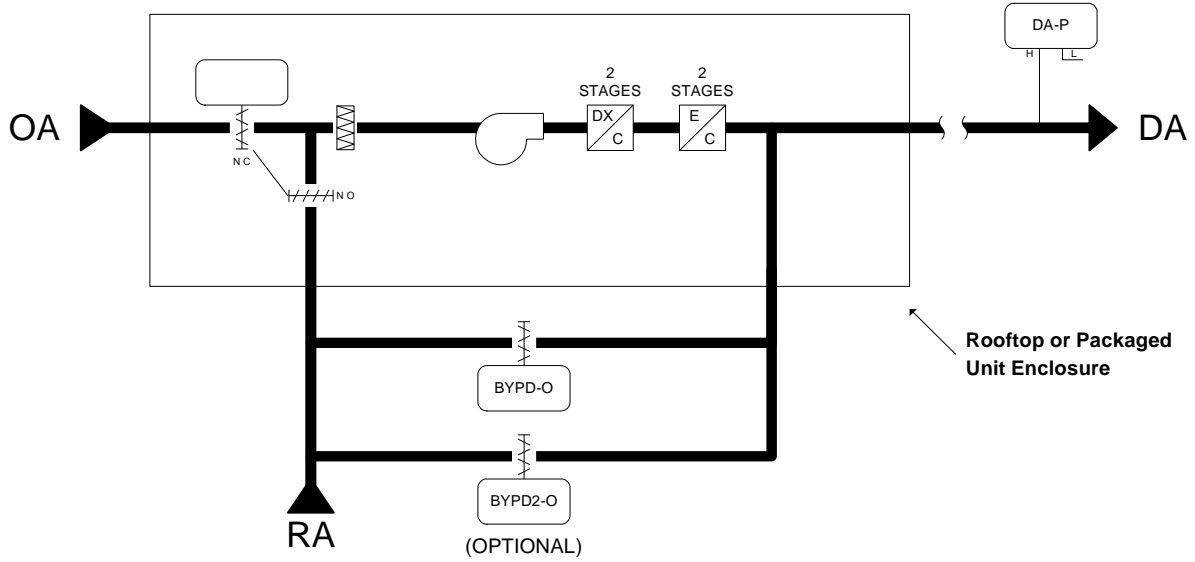 DA-P
H L
2 STAGES
2 STAGES
OA
DX
C
E
C
DA
NC
NO
Rooftop or Packaged
Unit Enclosure
BYPD-O
BYPD2-O
RA
(OPTIONAL)